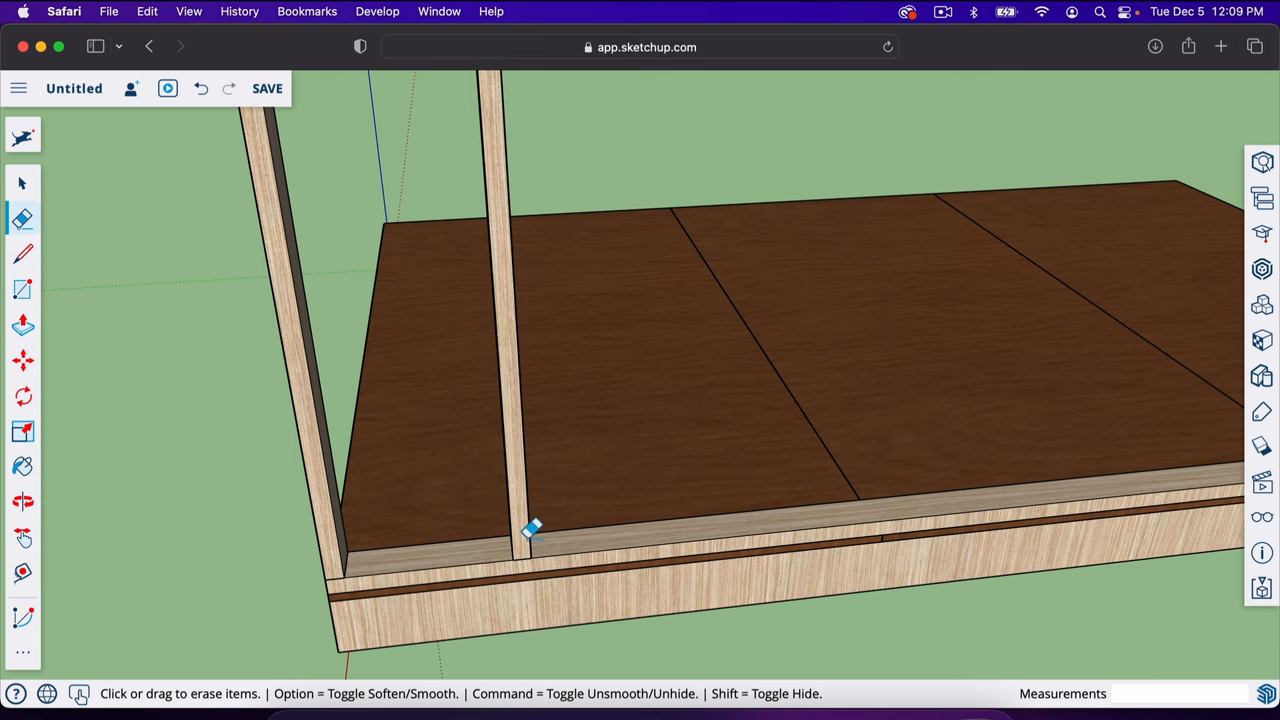 Safari File Edit View History Bookmarks Develop Window Help Tue Dec 5 12:09 PM
app.sketchup.com
Untitled SAVE
Click or drag to erase items. | Option = Toggle Soften/Smooth. | Command = Toggle Unsmooth/Unhide. | Shift = Toggle Hide. Measurements